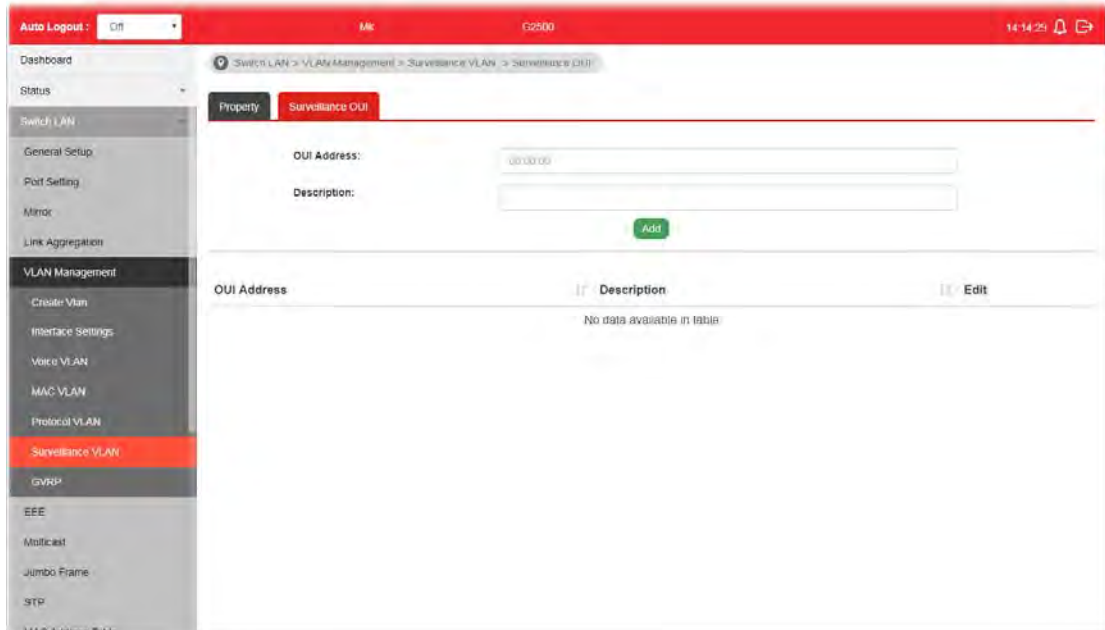 Auto Logout : Off Mk G2500 14:14:29
Dashboard
Status
Switch LAN
General Setup
Port Setting
Mirror
Link Aggregation
VLAN Management
Create Vlan
Interface Settings
Voice VLAN
MAC VLAN
Protocol VLAN
Surveillance VLAN
GVRP
EEE
Multicast
Jumbo Frame
STP
Switch LAN > VLAN Management > Surveillance VLAN > Surveillance OUI
Property Surveillance OUI
OUI Address: 00:00:00
Description:
Add
OUI Address Description Edit
No data available in table